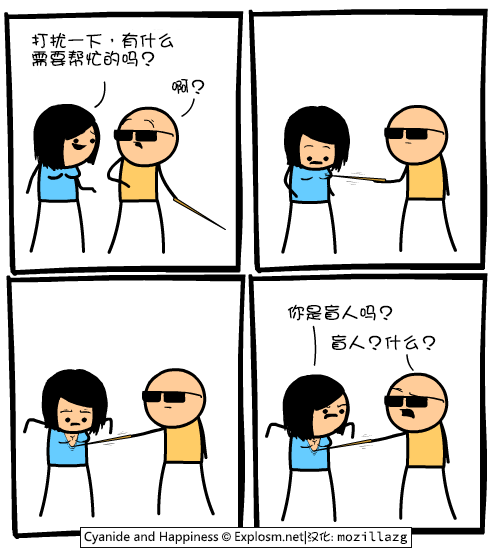 打扰一下，有什么
需要帮忙的吗？
啊？
你是盲人吗？
盲人？什么？
Cyanide and Happiness © Explosm.net|汉化: mozillazg